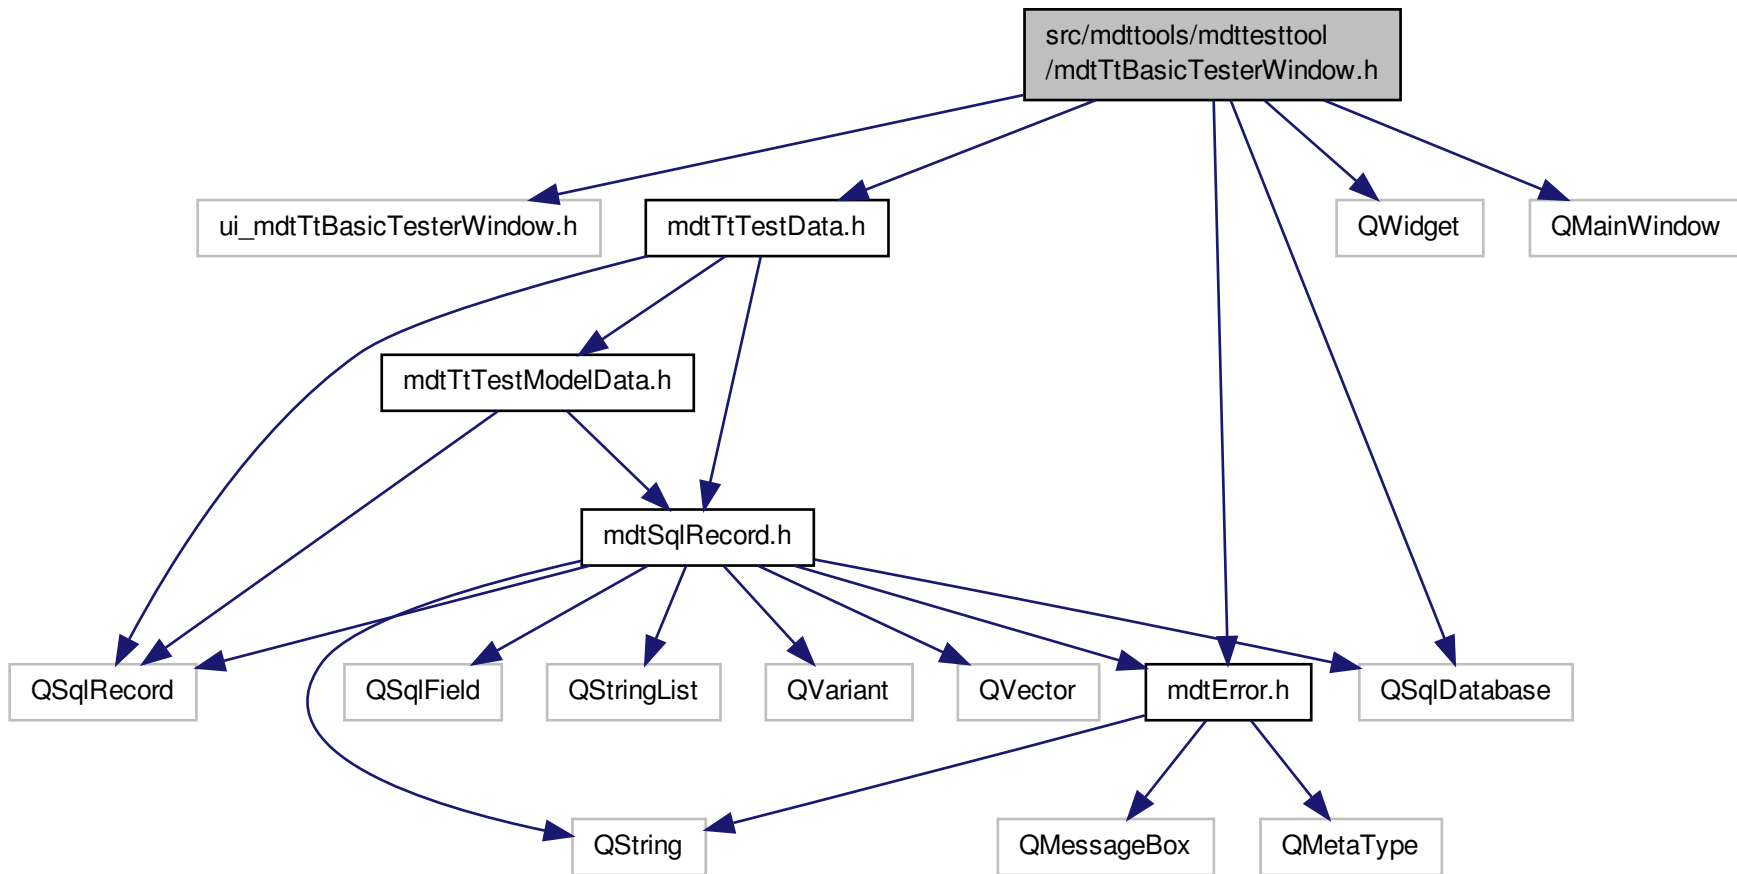 src/mdttools/mdttesttool
/mdtTtBasicTesterWindow.h
ui_mdtTtBasicTesterWindow.h
mdtTtTestData.h
QWidget
QMainWindow
mdtTtTestModelData.h
mdtSqlRecord.h
QSqlRecord
QSqlField
QStringList
QVariant
QVector
mdtError.h
QSqlDatabase
QString
QMessageBox
QMetaType